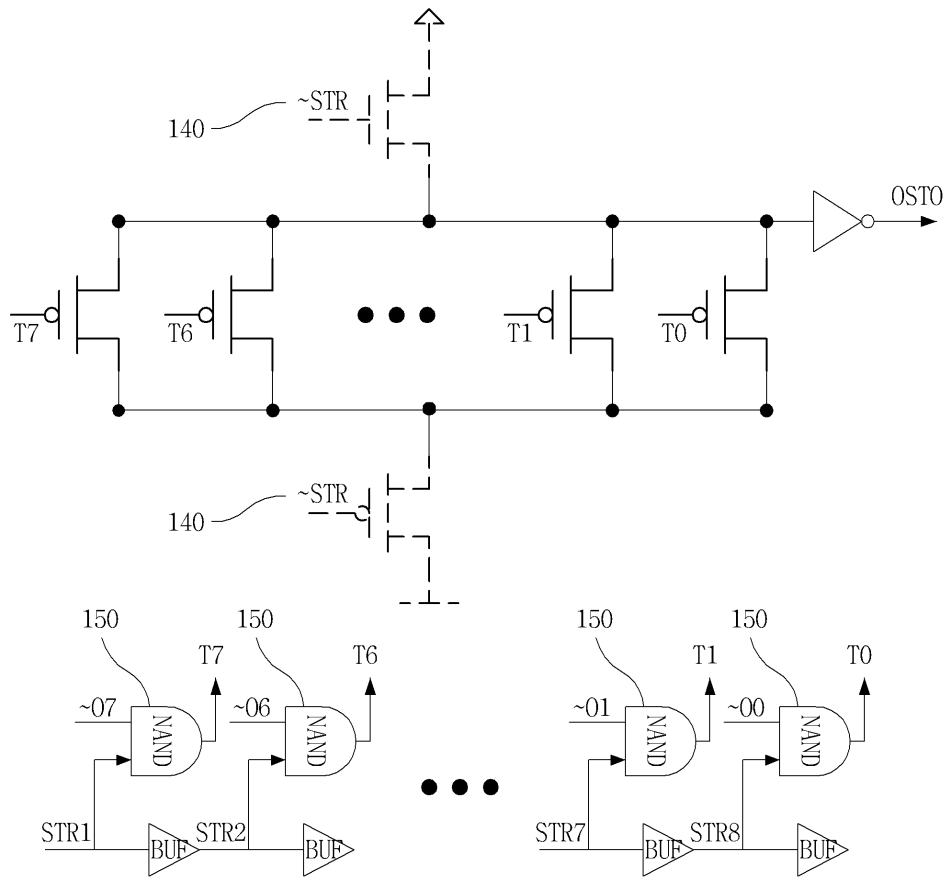 ~STR
140
OSTO
T7
T6
T1
T0
~STR
140
150
150
150
150
T7
T6
T1
T0
~07
~06
~01
~00
NAND
NAND
NAND
NAND
STR1
STR2
STR7
STR8
BUF
BUF
BUF
BUF